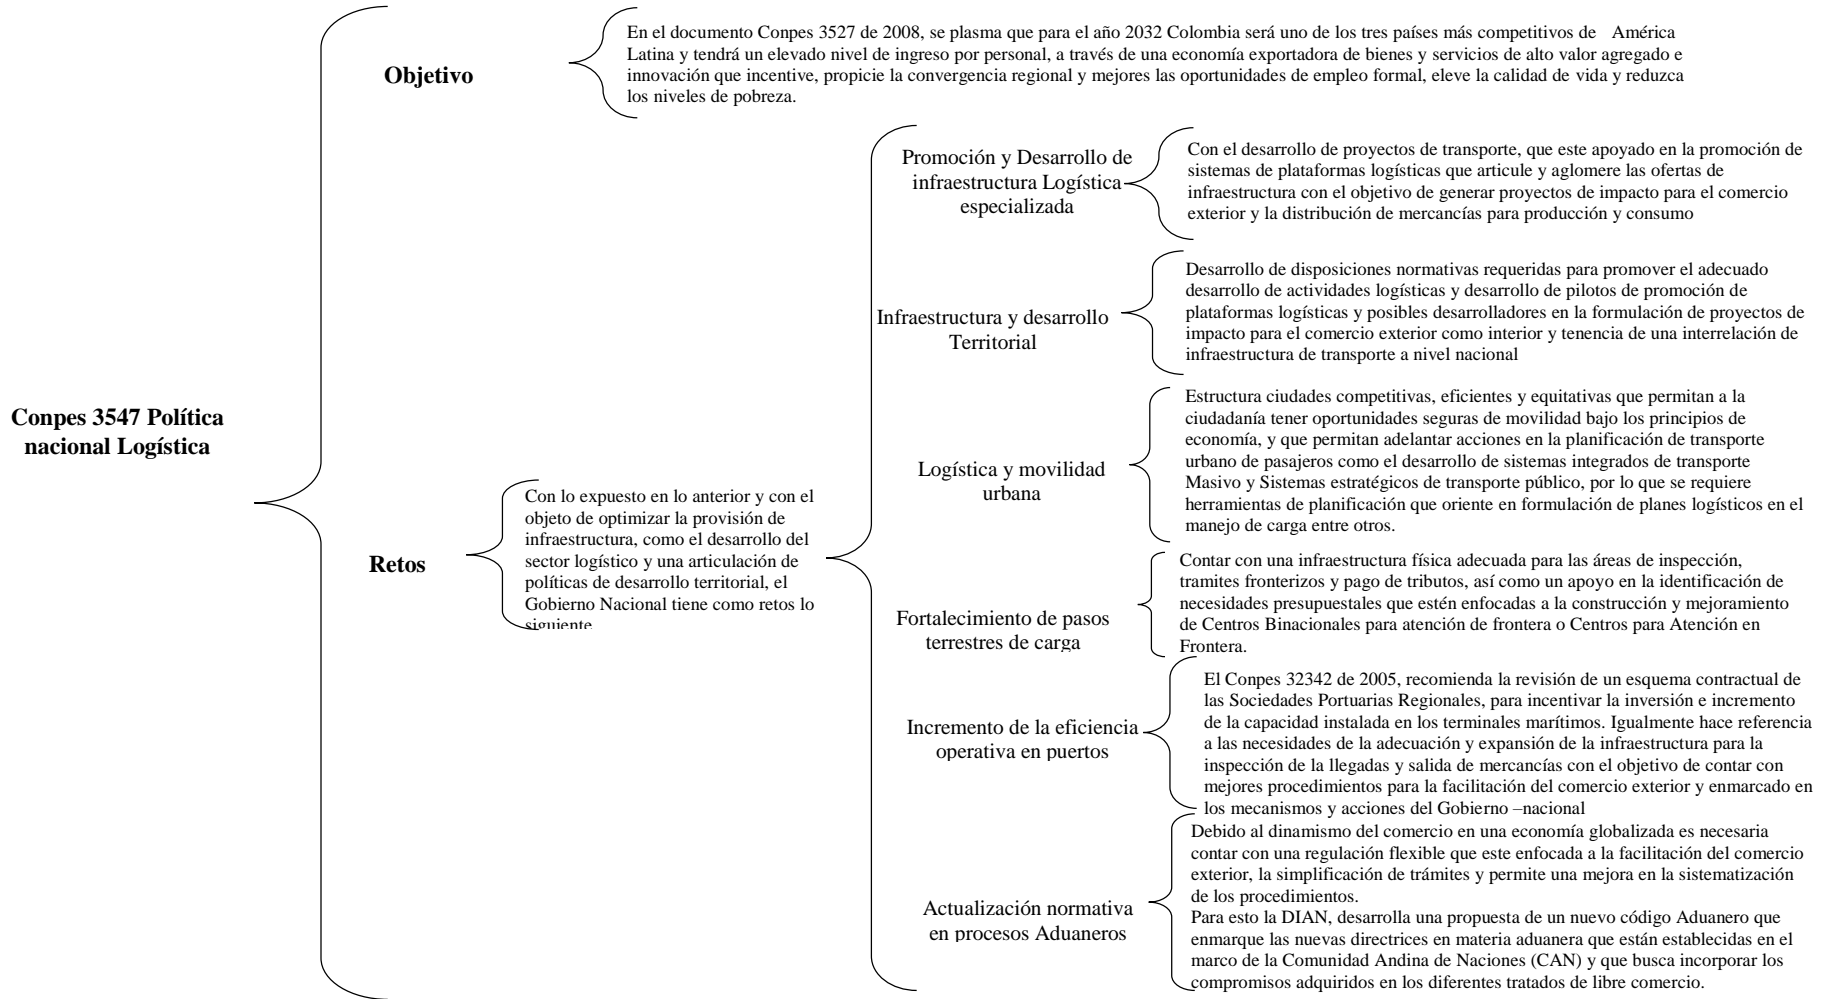 Conpes 3547 Política
nacional Logística
Objetivo
En el documento Conpes 3527 de 2008, se plasma que para el año 2032 Colombia será uno de los tres países más competitivos de América
Latina y tendrá un elevado nivel de ingreso por personal, a través de una economía exportadora de bienes y servicios de alto valor agregado e
innovación que incentive, propicie la convergencia regional y mejores las oportunidades de empleo formal, eleve la calidad de vida y reduzca
los niveles de pobreza.
Retos
Con lo expuesto en lo anterior y con el
objeto de optimizar la provisión de
infraestructura, como el desarrollo del
sector logístico y una articulación de
políticas de desarrollo territorial, el
Gobierno Nacional tiene como retos lo
siguiente
Promoción y Desarrollo de
infraestructura Logística
especializada
Con el desarrollo de proyectos de transporte, que este apoyado en la promoción de
sistemas de plataformas logísticas que articule y aglomere las ofertas de
infraestructura con el objetivo de generar proyectos de impacto para el comercio
exterior y la distribución de mercancías para producción y consumo
Infraestructura y desarrollo
Territorial
Desarrollo de disposiciones normativas requeridas para promover el adecuado
desarrollo de actividades logísticas y desarrollo de pilotos de promoción de
plataformas logísticas y posibles desarrolladores en la formulación de proyectos de
impacto para el comercio exterior como interior y tenencia de una interrelación de
infraestructura de transporte a nivel nacional
Logística y movilidad
urbana
Estructura ciudades competitivas, eficientes y equitativas que permitan a la
ciudadanía tener oportunidades seguras de movilidad bajo los principios de
economía, y que permitan adelantar acciones en la planificación de transporte
urbano de pasajeros como el desarrollo de sistemas integrados de transporte
Masivo y Sistemas estratégicos de transporte público, por lo que se requiere
herramientas de planificación que oriente en formulación de planes logísticos en el
manejo de carga entre otros.
Fortalecimiento de pasos
terrestres de carga
Contar con una infraestructura física adecuada para las áreas de inspección,
tramites fronterizos y pago de tributos, así como un apoyo en la identificación de
necesidades presupuestales que estén enfocadas a la construcción y mejoramiento
de Centros Binacionales para atención de frontera o Centros para Atención en
Frontera.
Incremento de la eficiencia
operativa en puertos
El Conpes 32342 de 2005, recomienda la revisión de un esquema contractual de
las Sociedades Portuarias Regionales, para incentivar la inversión e incremento
de la capacidad instalada en los terminales marítimos. Igualmente hace referencia
a las necesidades de la adecuación y expansión de la infraestructura para la
inspección de la llegadas y salida de mercancías con el objetivo de contar con
mejores procedimientos para la facilitación del comercio exterior y enmarcado en
los mecanismos y acciones del Gobierno –nacional
Actualización normativa
en procesos Aduaneros
Debido al dinamismo del comercio en una economía globalizada es necesaria
contar con una regulación flexible que este enfocada a la facilitación del comercio
exterior, la simplificación de trámites y permite una mejora en la sistematización
de los procedimientos.
Para esto la DIAN, desarrolla una propuesta de un nuevo código Aduanero que
enmarque las nuevas directrices en materia aduanera que están establecidas en el
marco de la Comunidad Andina de Naciones (CAN) y que busca incorporar los
compromisos adquiridos en los diferentes tratados de libre comercio.